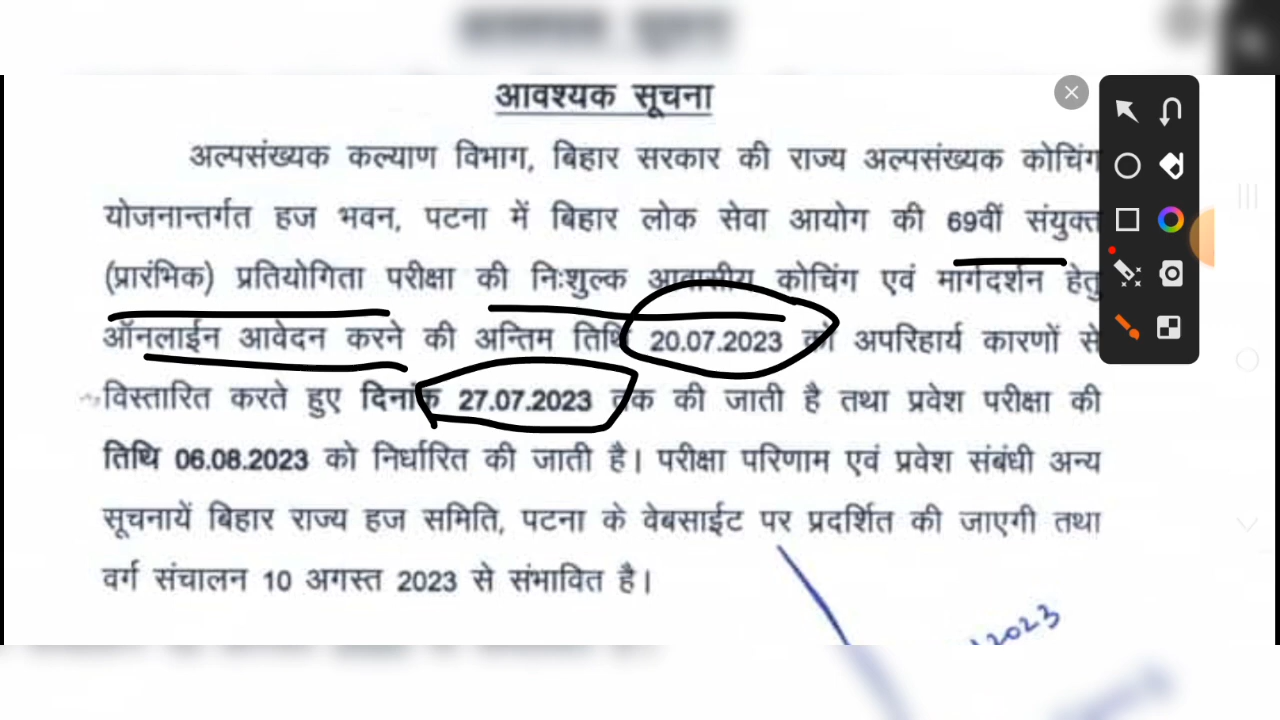 आवश्यक सूचना
अल्पसंख्यक कल्याण विभाग, बिहार सरकार की राज्य अल्पसंख्यक कोचिंग
योजनान्तर्गत हज भवन, पटना में बिहार लोक सेवा आयोग की 69वीं संयुक्त
(प्रारंभिक) प्रतियोगिता परीक्षा की निःशुल्क आवासीय कोचिंग एवं मार्गदर्शन हेतु
ऑनलाईन आवेदन करने की अन्तिम तिथि 20.07.2023 को अपरिहार्य कारणों से
विस्तारित करते हुए दिनांक 27.07.2023 तक की जाती है तथा प्रवेश परीक्षा की
तिथि 06.08.2023 को निर्धारित की जाती है। परीक्षा परिणाम एवं प्रवेश संबंधी अन्य
सूचनायें बिहार राज्य हज समिति, पटना के वेबसाईट पर प्रदर्शित की जाएगी तथा
वर्ग संचालन 10 अगस्त 2023 से संभावित है।
2023